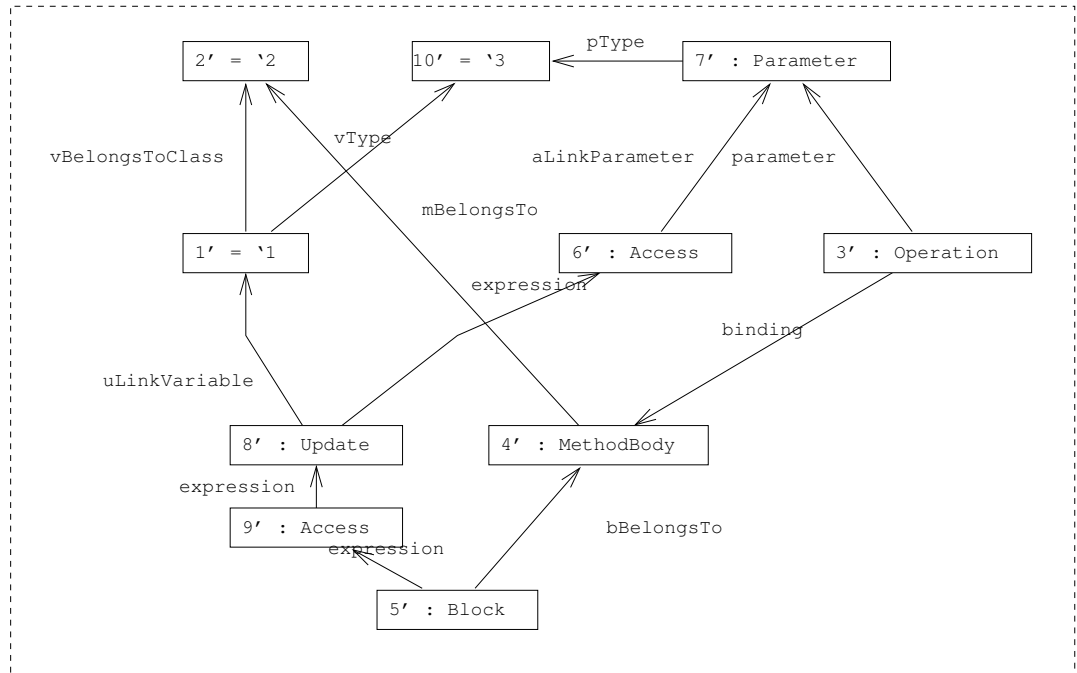 pType
2′ = ‘2
10′ = ‘3
7′ : Parameter
vType
vBelongsToClass
aLinkParameter
parameter
mBelongsTo
1′ = ‘1
6′ : Access
3′ : Operation
expression
binding
uLinkVariable
8′ : Update
4′ : MethodBody
expression
9′ : Access
bBelongsTo
expression
5′ : Block